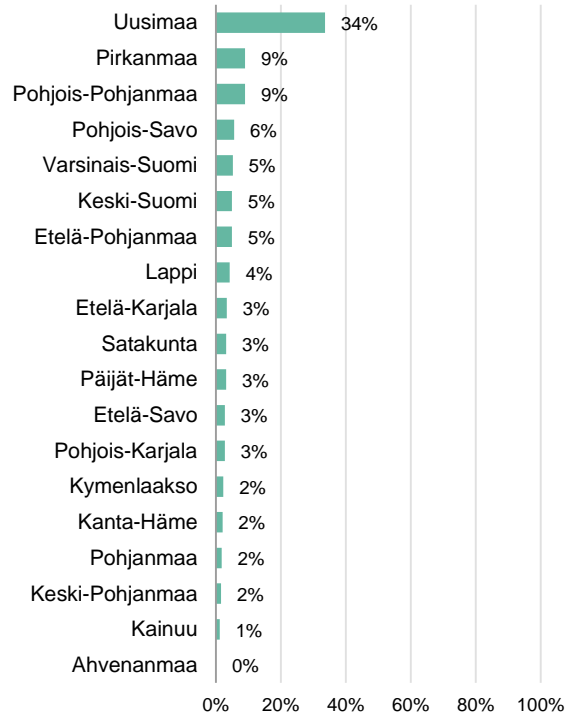 Uusimaa 34%
Pirkanmaa 9%
Pohjois-Pohjanmaa 9%
Pohjois-Savo 6%
Varsinais-Suomi 5%
Keski-Suomi 5%
Etelä-Pohjanmaa 5%
Lappi 4%
Etelä-Karjala 3%
Satakunta 3%
Päijät-Häme 3%
Etelä-Savo 3%
Pohjois-Karjala 3%
Kymenlaakso 2%
Kanta-Häme 2%
Pohjanmaa 2%
Keski-Pohjanmaa 2%
Kainuu 1%
Ahvenanmaa 0%
0% 20% 40% 60% 80% 100%